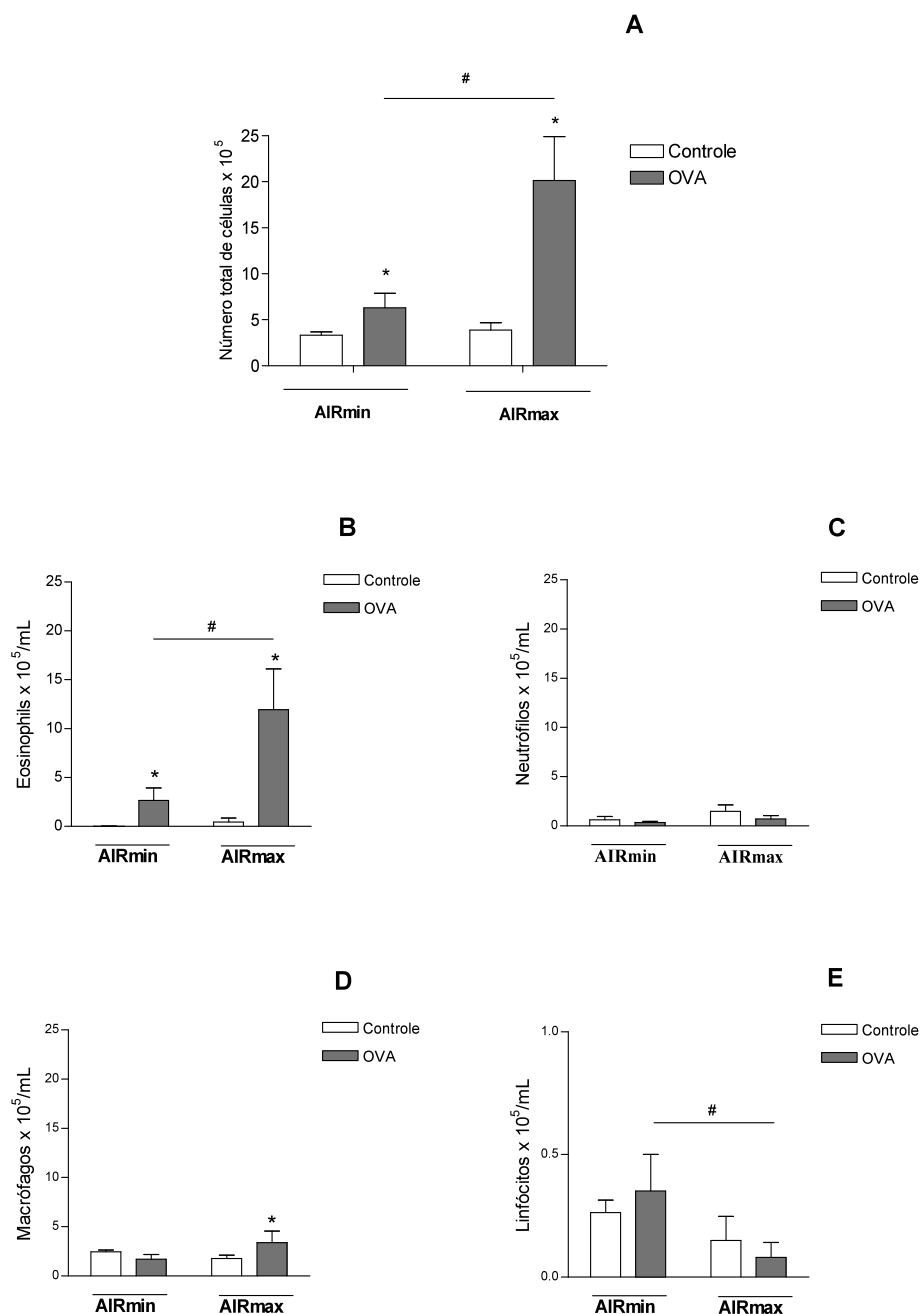 A
#
*
*
Número total de células x 10^5
25
20
15
10
5
0
Controle
OVA
AIRmin
AIRmax
B
Eosinophils x 10^5/mL
25
20
15
10
5
0
#
*
*
Controle
OVA
AIRmin
AIRmax
C
Neutrófilos x 10^5/mL
25
20
15
10
5
0
Controle
OVA
AIRmin
AIRmax
D
Macrófagos x 10^5/mL
25
20
15
10
5
0
*
Controle
OVA
AIRmin
AIRmax
E
Linfócitos x 10^5/mL
1.0
0.5
0.0
#
Controle
OVA
AIRmin
AIRmax